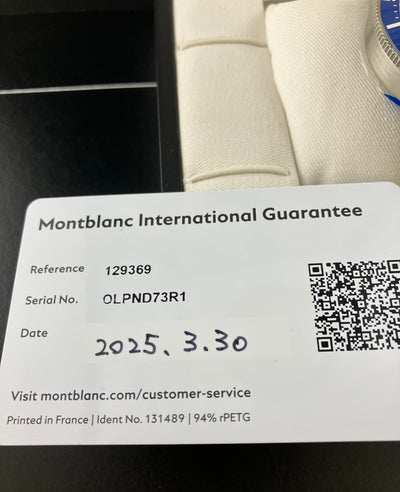 Montblanc International Guarantee
Reference 129369
Serial No. OLPND73R1
Date 2025. 3.30
Visit montblanc.com/customer-service
Printed in France | Ident No. 131489 | 94% rPETG